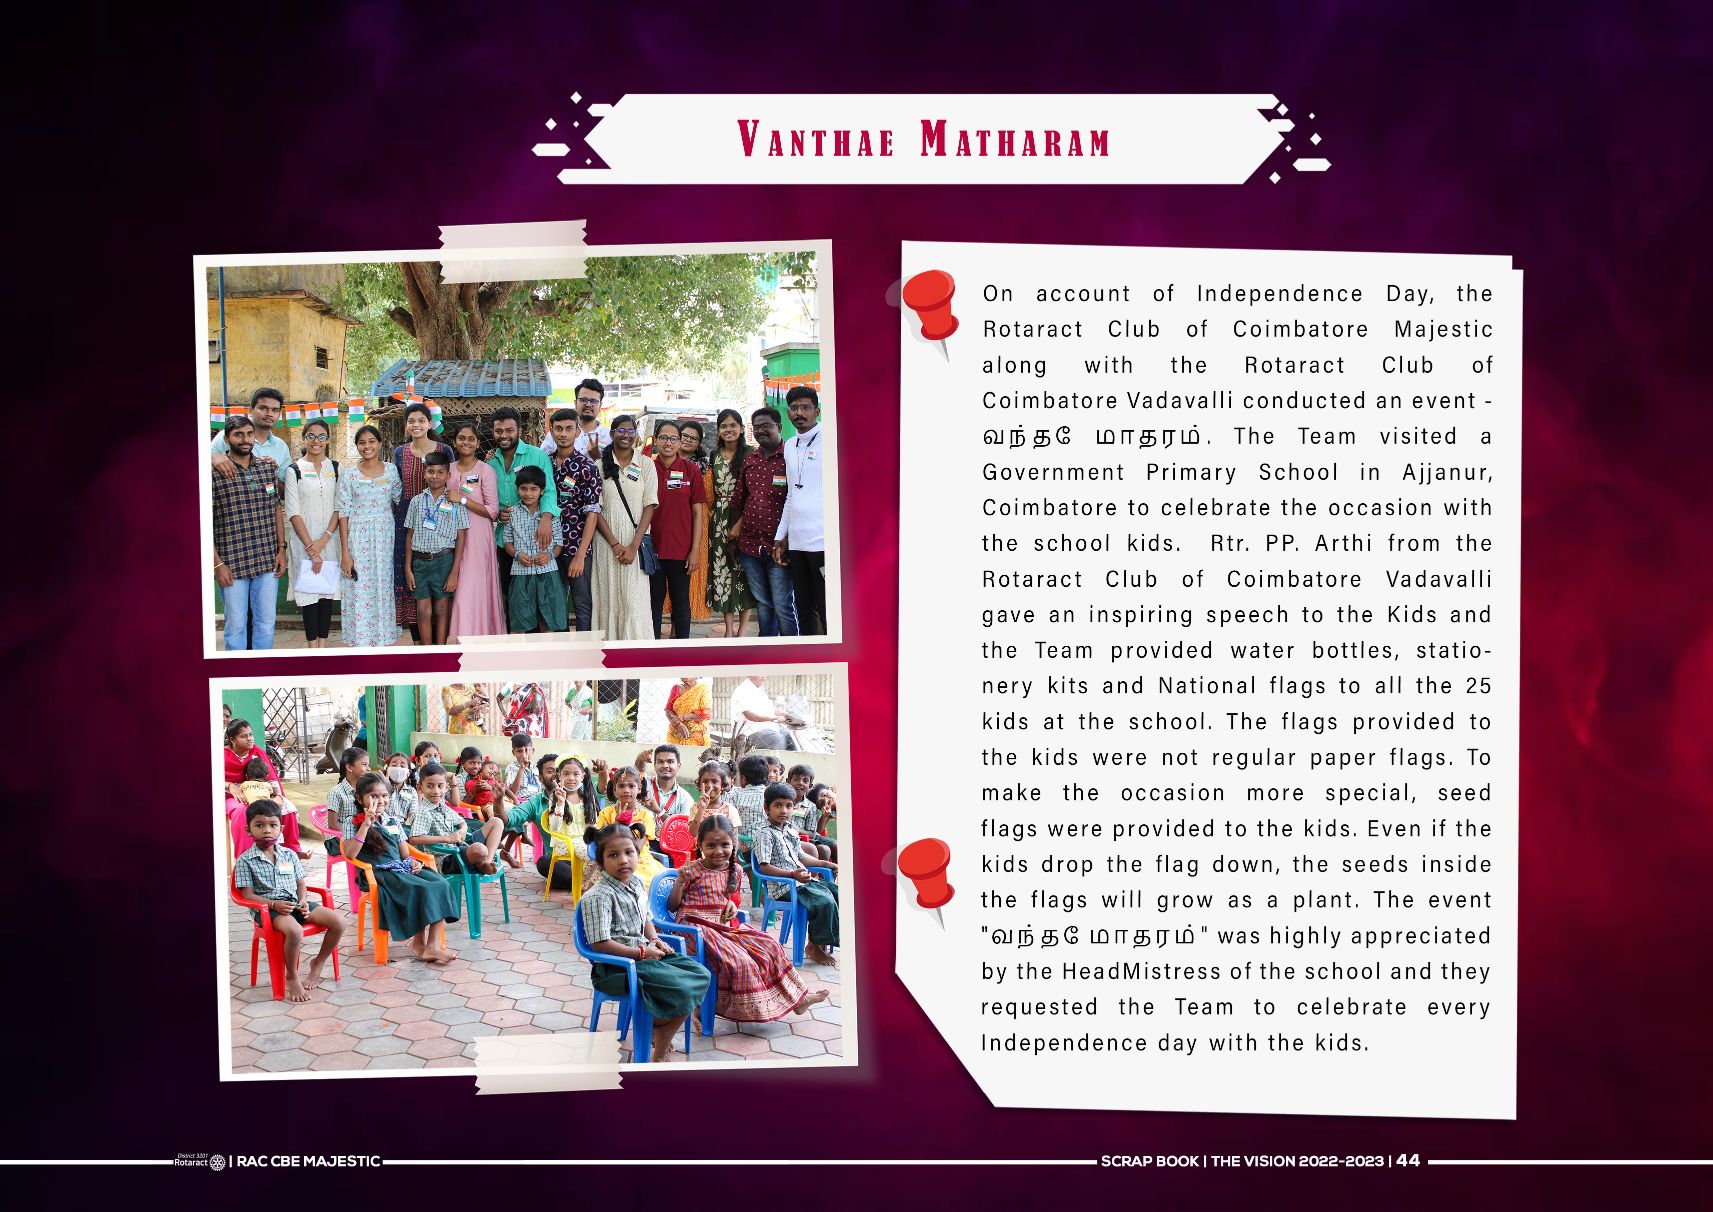 VANTHAE MATHARAM
On account of Independence Day, the
Rotaract Club of Coimbatore Majestic
along with the Rotaract Club of
Coimbatore Vadavalli conducted an event -
வந்தே மாதரம். The Team visited a
Government Primary School in Ajjanur,
Coimbatore to celebrate the occasion with
the school kids. Rtr. PP. Arthi from the
Rotaract Club of Coimbatore Vadavalli
gave an inspiring speech to the Kids and
the Team provided water bottles, statio-
nery kits and National flags to all the 25
kids at the school. The flags provided to
the kids were not regular paper flags. To
make the occasion more special, seed
flags were provided to the kids. Even if the
kids drop the flag down, the seeds inside
the flags will grow as a plant. The event
"வந்தே மாதரம்" was highly appreciated
by the HeadMistress of the school and they
requested the Team to celebrate every
Independence day with the kids.
District 3201
Rotaract | RAC CBE MAJESTIC
SCRAP BOOK | THE VISION 2022-2023 | 44